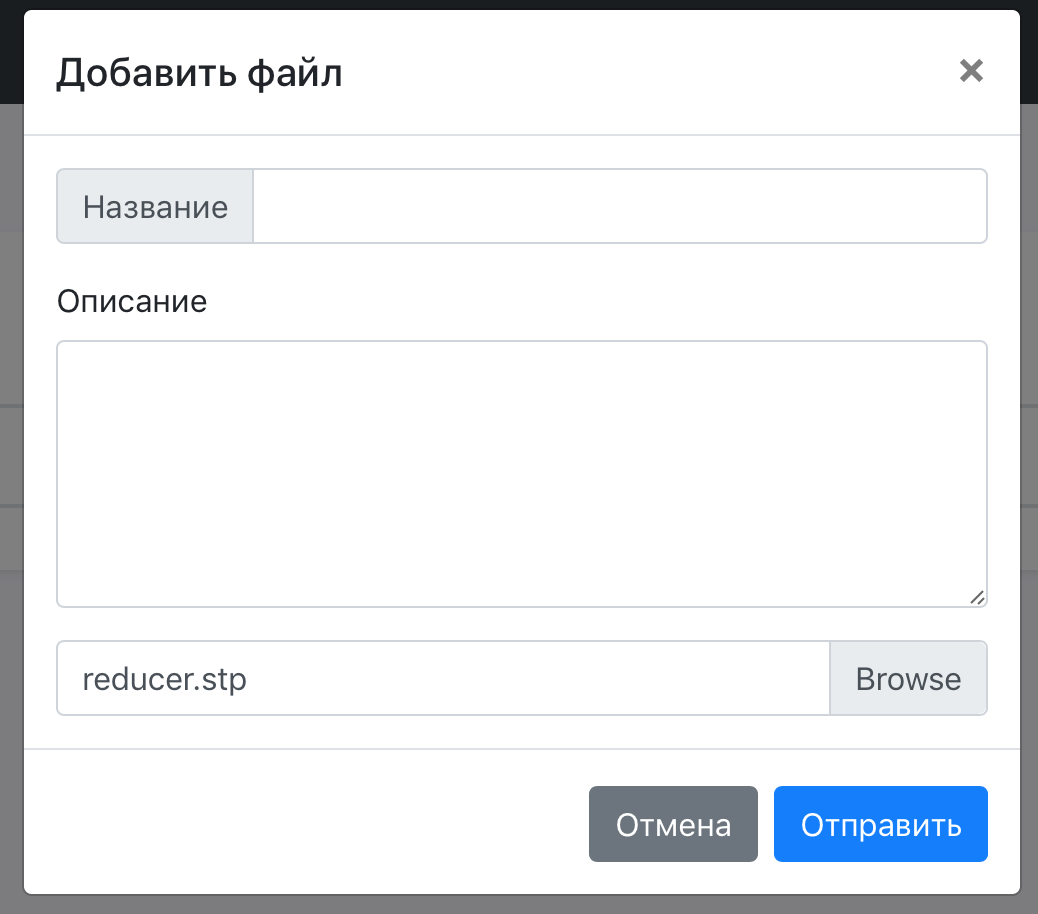 Добавить файл ×
Название
Описание
reducer.stp Browse
Отмена Отправить